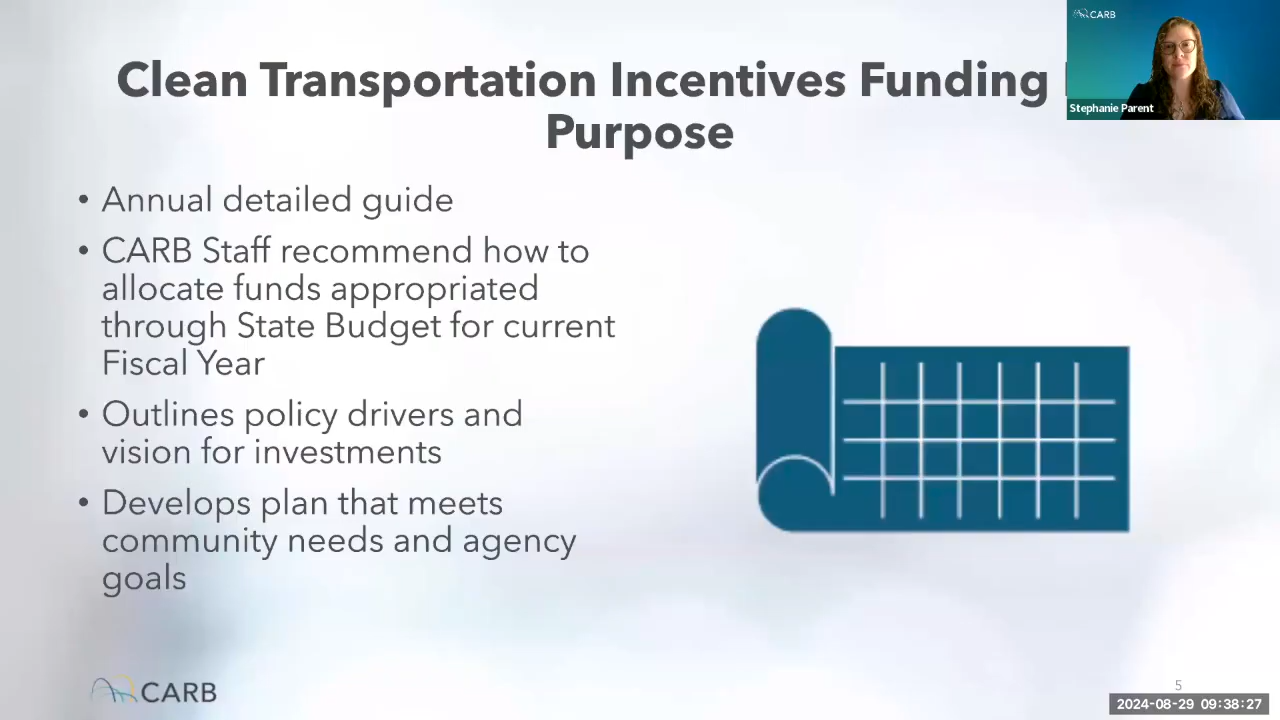 CARB
Clean Transportation Incentives Funding
Stephanie Parent
Purpose
• Annual detailed guide
• CARB Staff recommend how to
allocate funds appropriated
through State Budget for current
Fiscal Year
• Outlines policy drivers and
vision for investments
• Develops plan that meets
community needs and agency
goals
CARB
5
2024-08-29 09:38:27